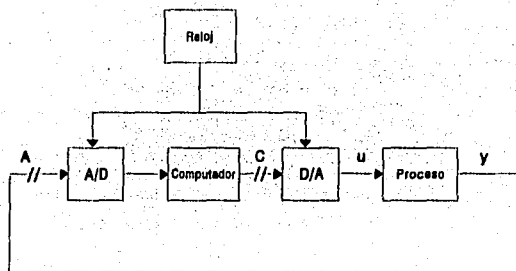 Reloj
A
C
u
y
A/D
Computador
D/A
Proceso